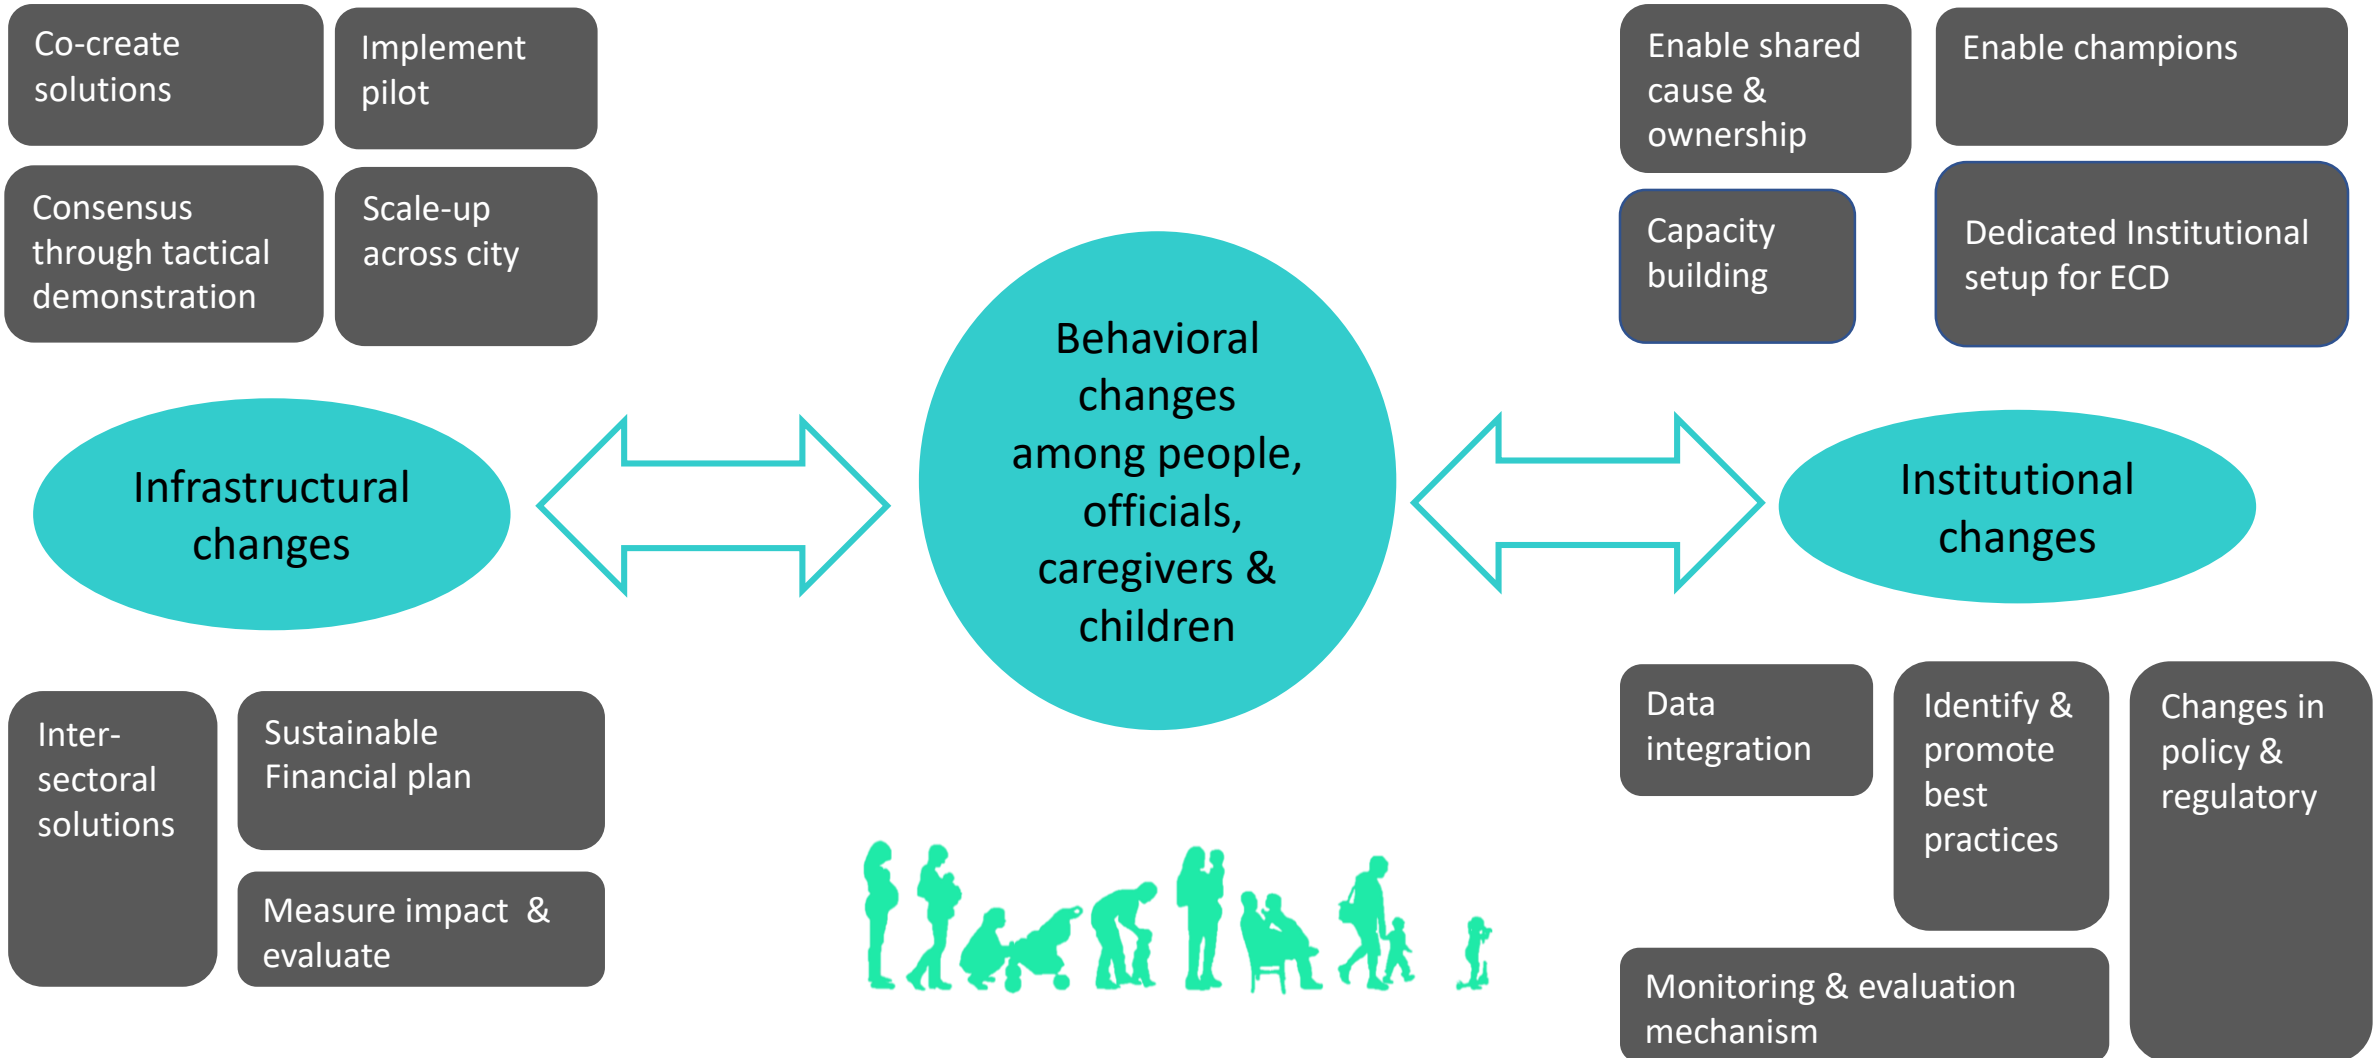 Co-create
solutions
Implement
pilot
Consensus
through tactical
demonstration
Scale-up
across city
Enable shared
cause &
ownership
Enable champions
Capacity
building
Dedicated Institutional
setup for ECD
Infrastructural
changes
Behavioral
changes
among people,
officials,
caregivers &
children
Institutional
changes
Inter-
sectoral
solutions
Sustainable
Financial plan
Measure impact  &
evaluate
Data
integration
Identify &
promote
best
practices
Changes in
policy &
regulatory
Monitoring & evaluation
mechanism